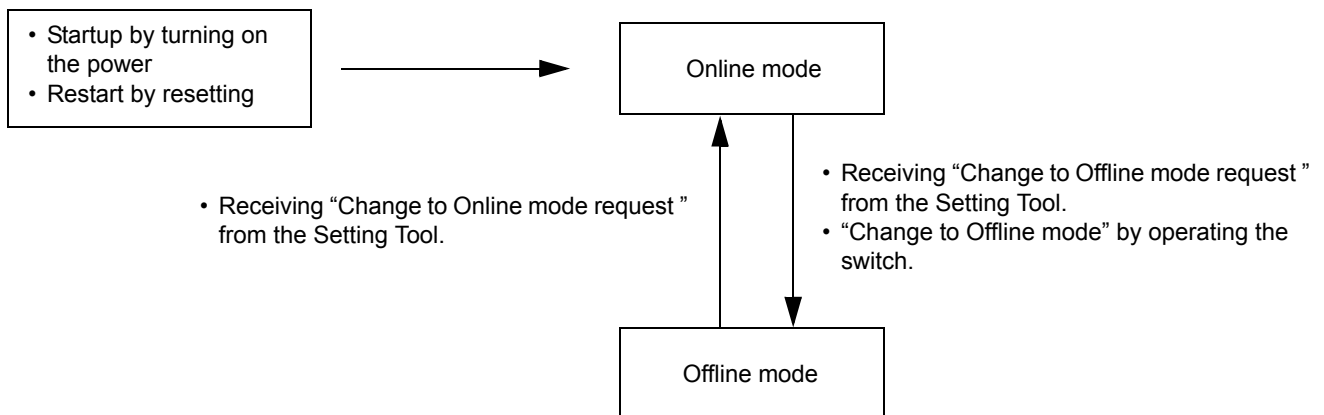 • Startup by turning on
the power
• Restart by resetting
Online mode
• Receiving “Change to Online mode request ”
from the Setting Tool.
• Receiving “Change to Offline mode request ”
from the Setting Tool.
• “Change to Offline mode” by operating the
switch.
Offline mode